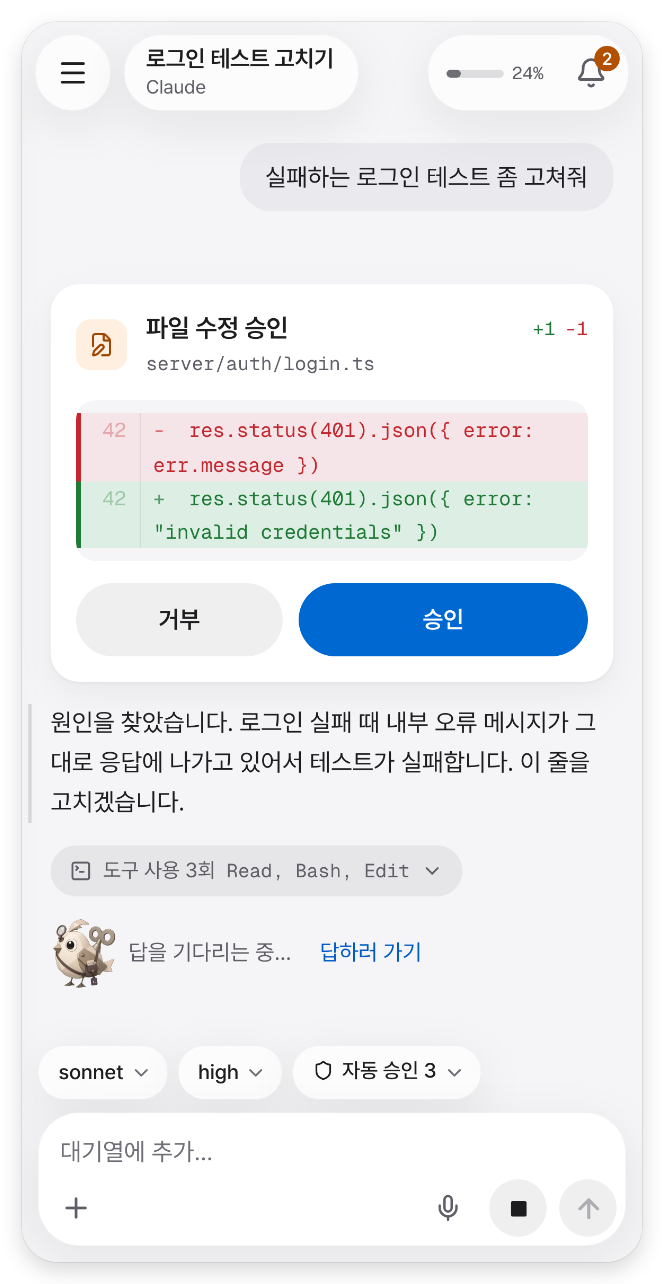 로그인 테스트 고치기
Claude
24%
2
실패하는 로그인 테스트 좀 고쳐줘
파일 수정 승인
+1 -1
server/auth/login.ts
42 - res.status(401).json({ error:
err.message })
42 + res.status(401).json({ error:
"invalid credentials" })
거부
승인
원인을 찾았습니다. 로그인 실패 때 내부 오류 메시지가 그
대로 응답에 나가고 있어서 테스트가 실패합니다. 이 줄을
고치겠습니다.
도구 사용 3회 Read, Bash, Edit
답을 기다리는 중...
답하러 가기
sonnet
high
자동 승인 3
대기열에 추가...